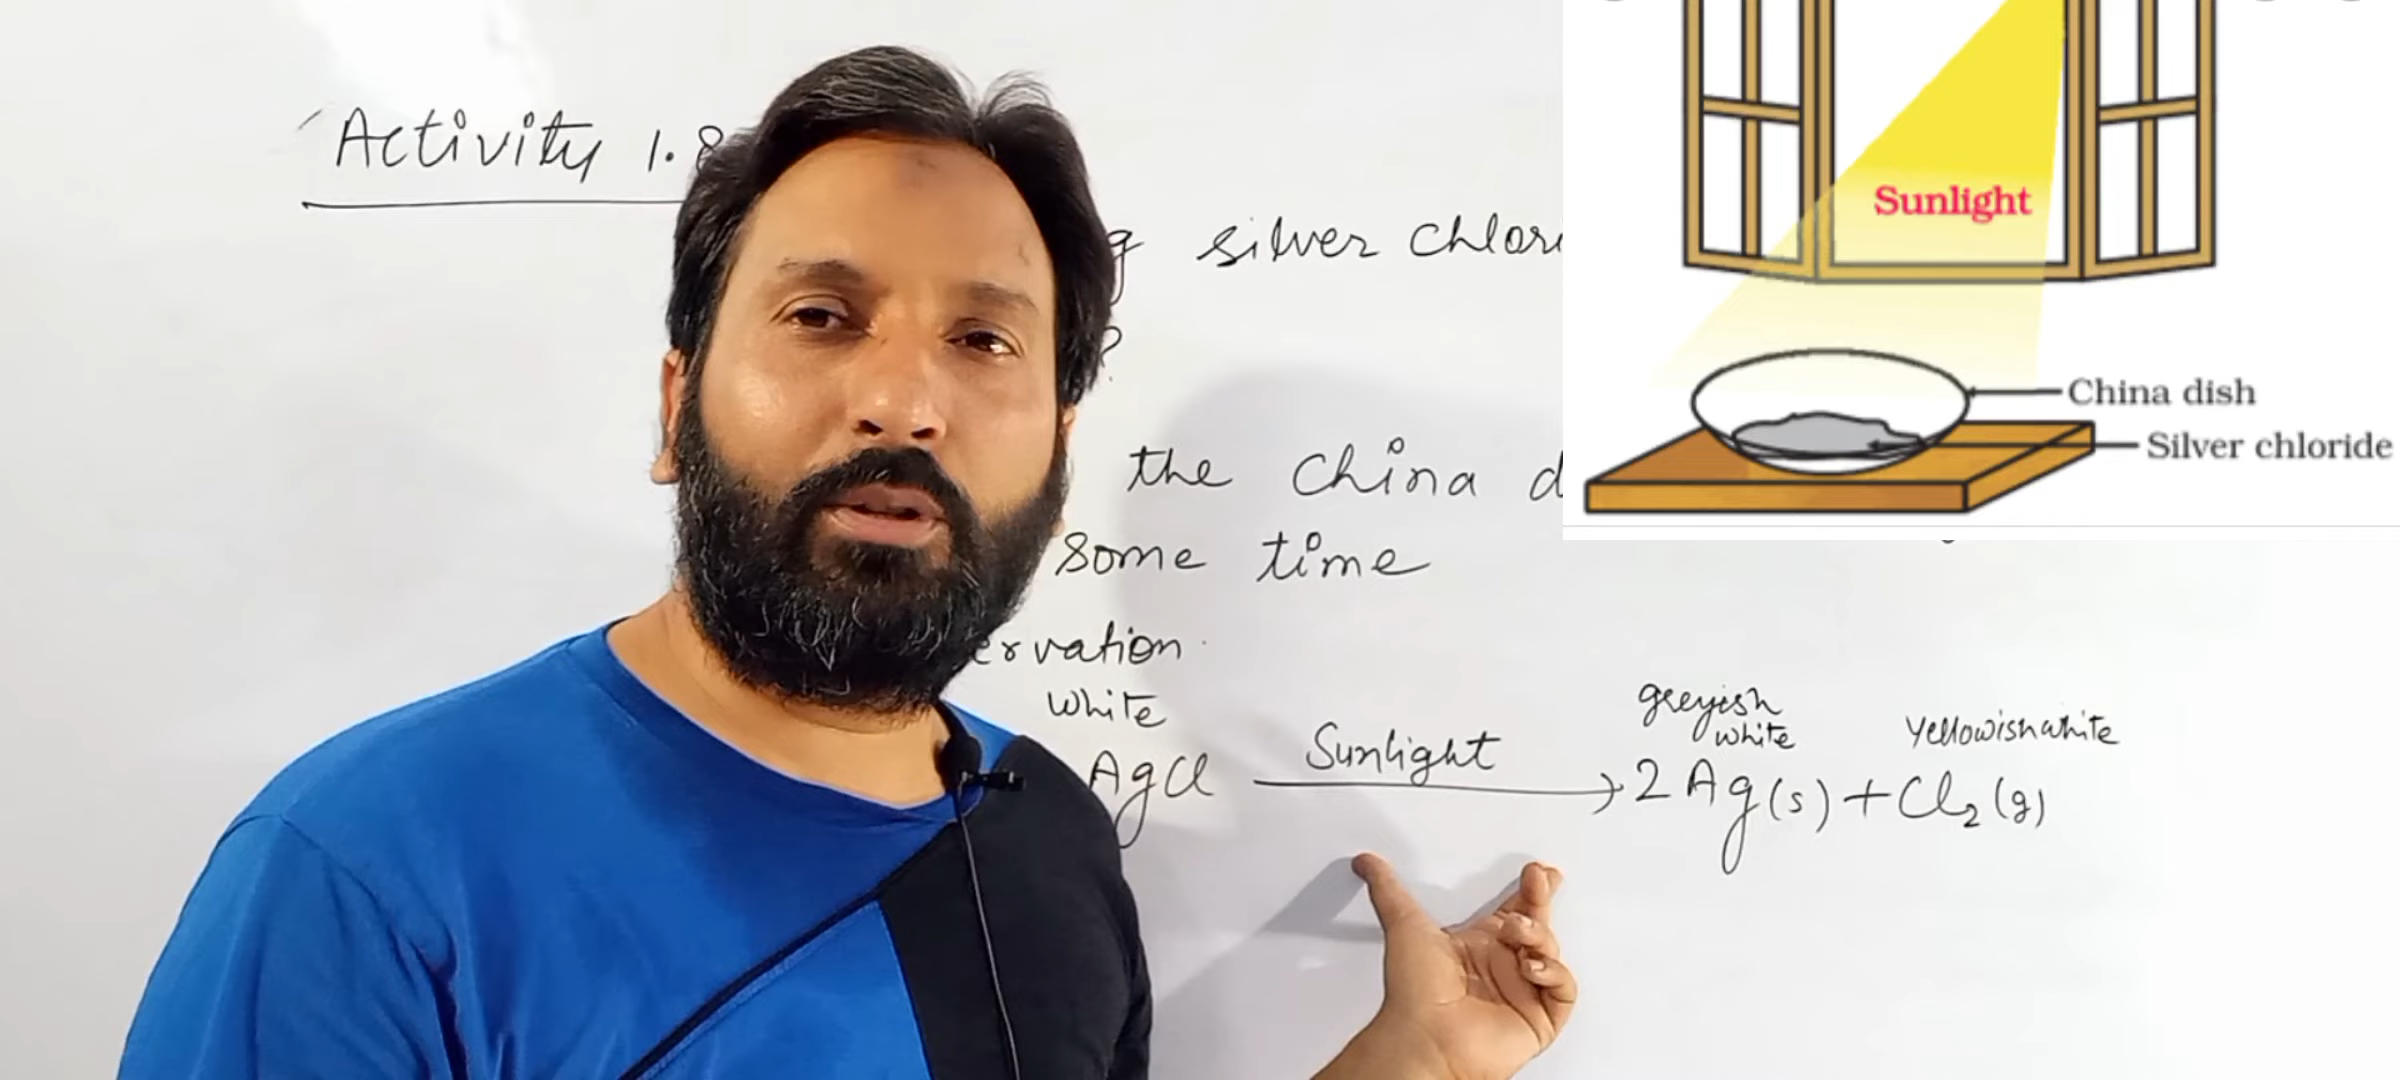 Activity 1.8
g silver chlori
?
the China d
some time
ervation
white
AgCl
Sunlight
greyish
white
2Ag(s) + Cl₂(g)
Yellowish white
Sunlight
China dish
Silver chloride